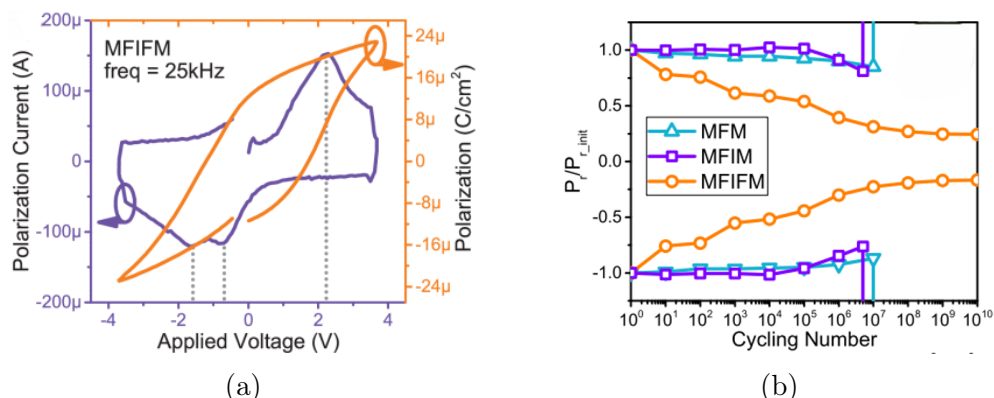 MFIFM
freq = 25kHz
Polarization Current (A)
200µ
100µ
0
-100µ
-200µ
-4
-2
0
2
4
Applied Voltage (V)
24µ
16µ
8µ
0
-8µ
-16µ
-24µ
Polarization (C/cm²)
(a)
P_r/P_r_init
1.0
0.5
0.0
-0.5
-1.0
MFM
MFIM
MFIFM
10⁰ 10¹ 10² 10³ 10⁴ 10⁵ 10⁶ 10⁷ 10⁸ 10⁹ 10¹⁰
Cycling Number
(b)